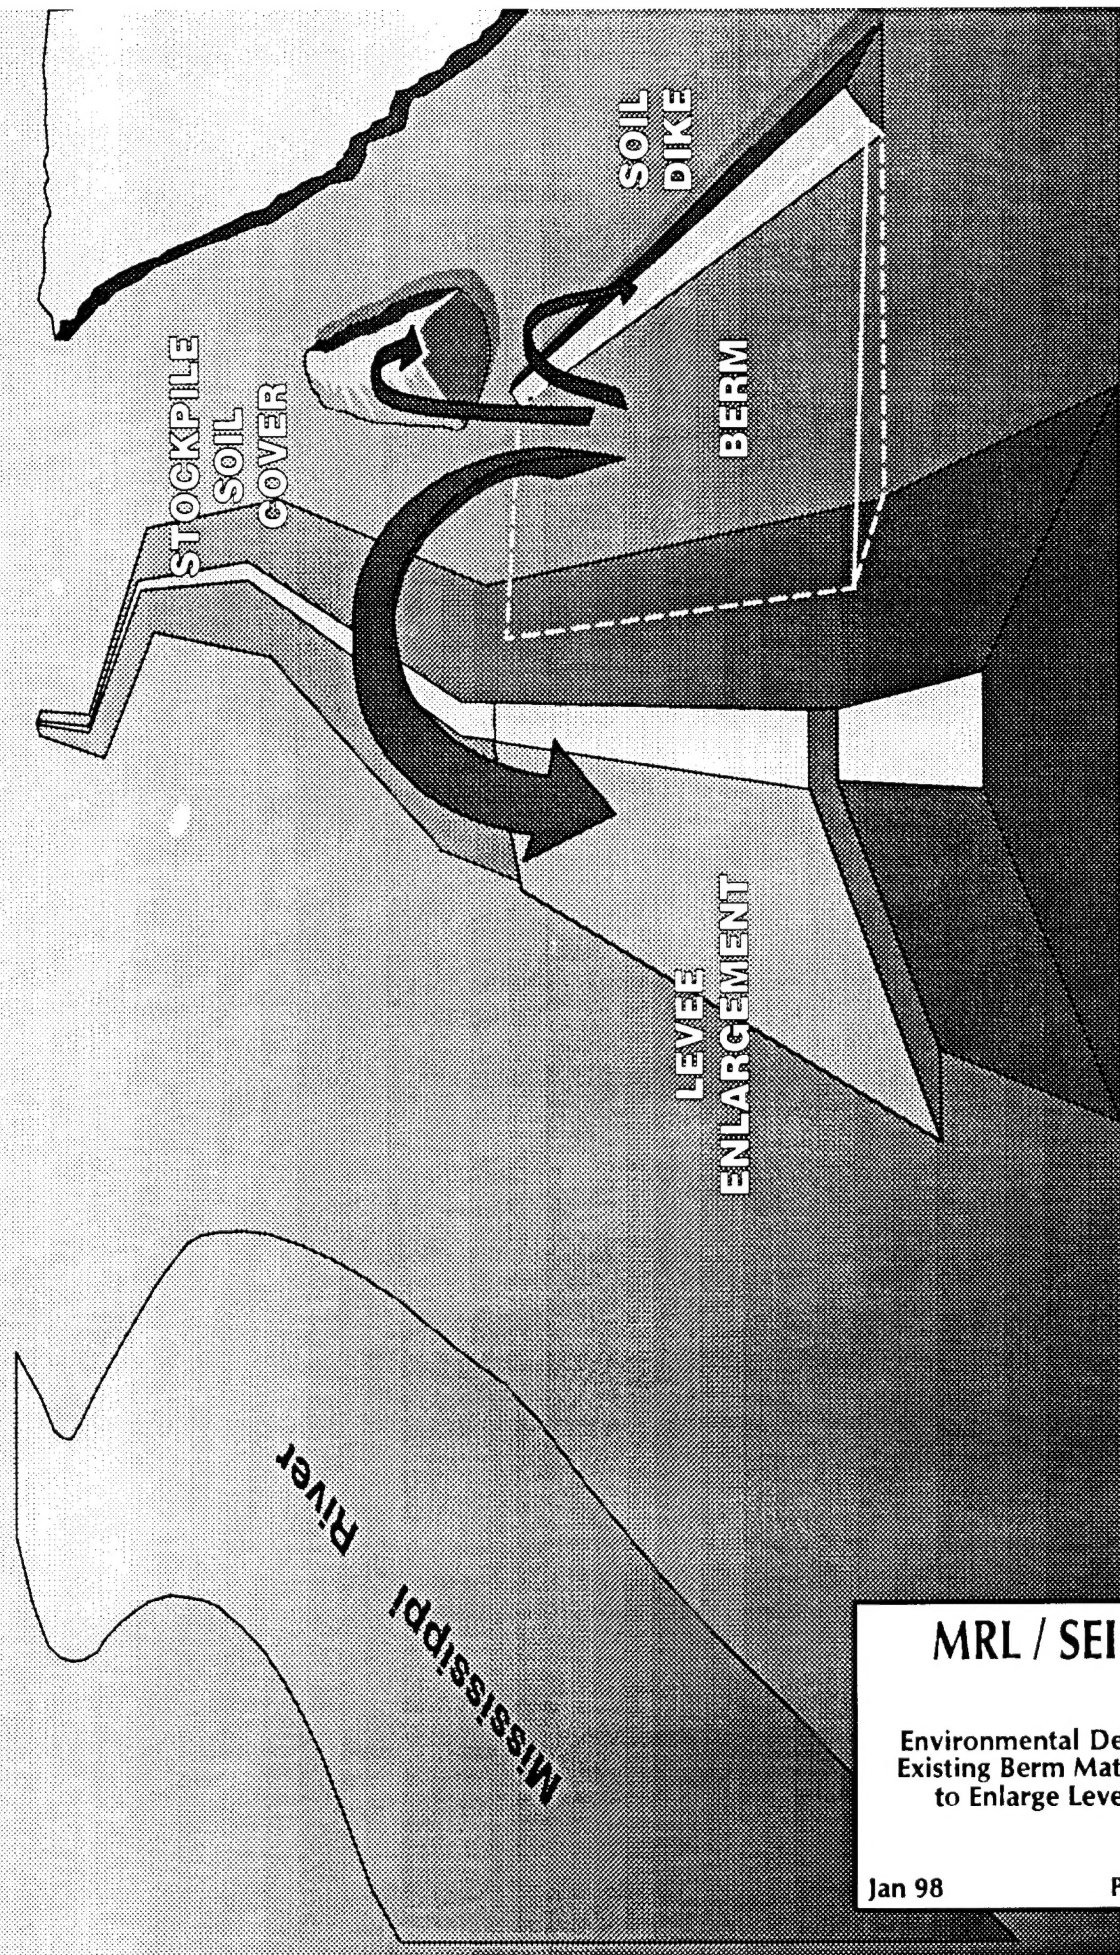 STOCKPILE
SOIL
COVER
SOIL
DIKE
BERM
LEVEE
ENLARGEMENT
Mississippi River
MRL / SEI
Environmental De
Existing Berm Mat
to Enlarge Leve
Jan 98
P